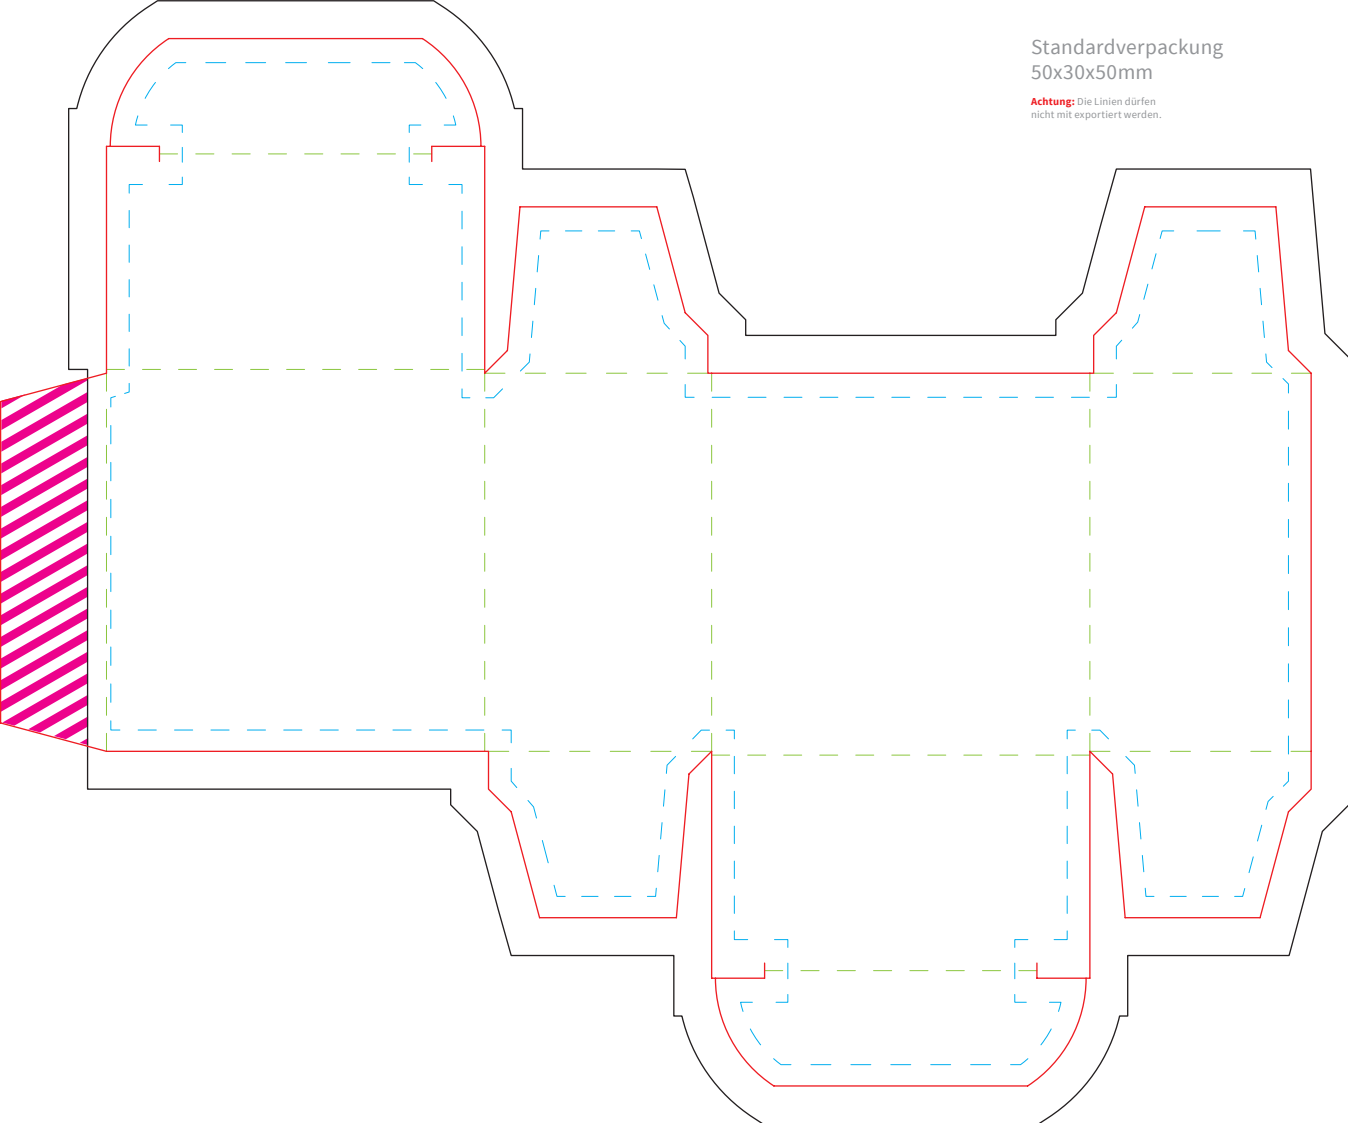 Standardverpackung
50x30x50mm
Achtung: Die Linien dürfen
nicht mit exportiert werden.